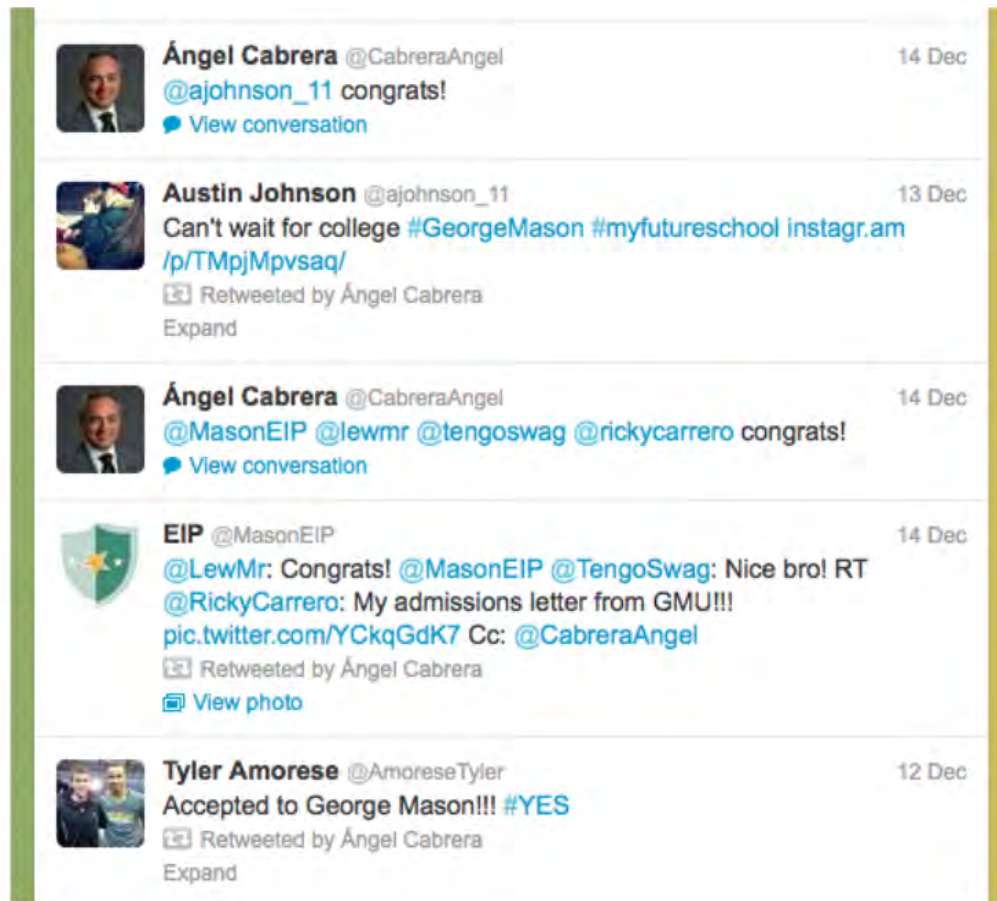 Ángel Cabrera @CabreraAngel 14 Dec
@ajohnson_11 congrats!
View conversation
Austin Johnson @ajohnson_11 13 Dec
Can't wait for college #GeorgeMason #myfutureschool instagr.am
/p/TMpjMpvsaq/
Retweeted by Ángel Cabrera
Expand
Ángel Cabrera @CabreraAngel 14 Dec
@MasonEIP @lewmr @tengoswag @rickycarrero congrats!
View conversation
EIP @MasonEIP 14 Dec
@LewMr: Congrats! @MasonEIP @TengoSwag: Nice bro! RT
@RickyCarrero: My admissions letter from GMU!!!
pic.twitter.com/YCkqGdK7 Cc: @CabreraAngel
Retweeted by Ángel Cabrera
View photo
Tyler Amorese @AmoreseTyler 12 Dec
Accepted to George Mason!!! #YES
Retweeted by Ángel Cabrera
Expand